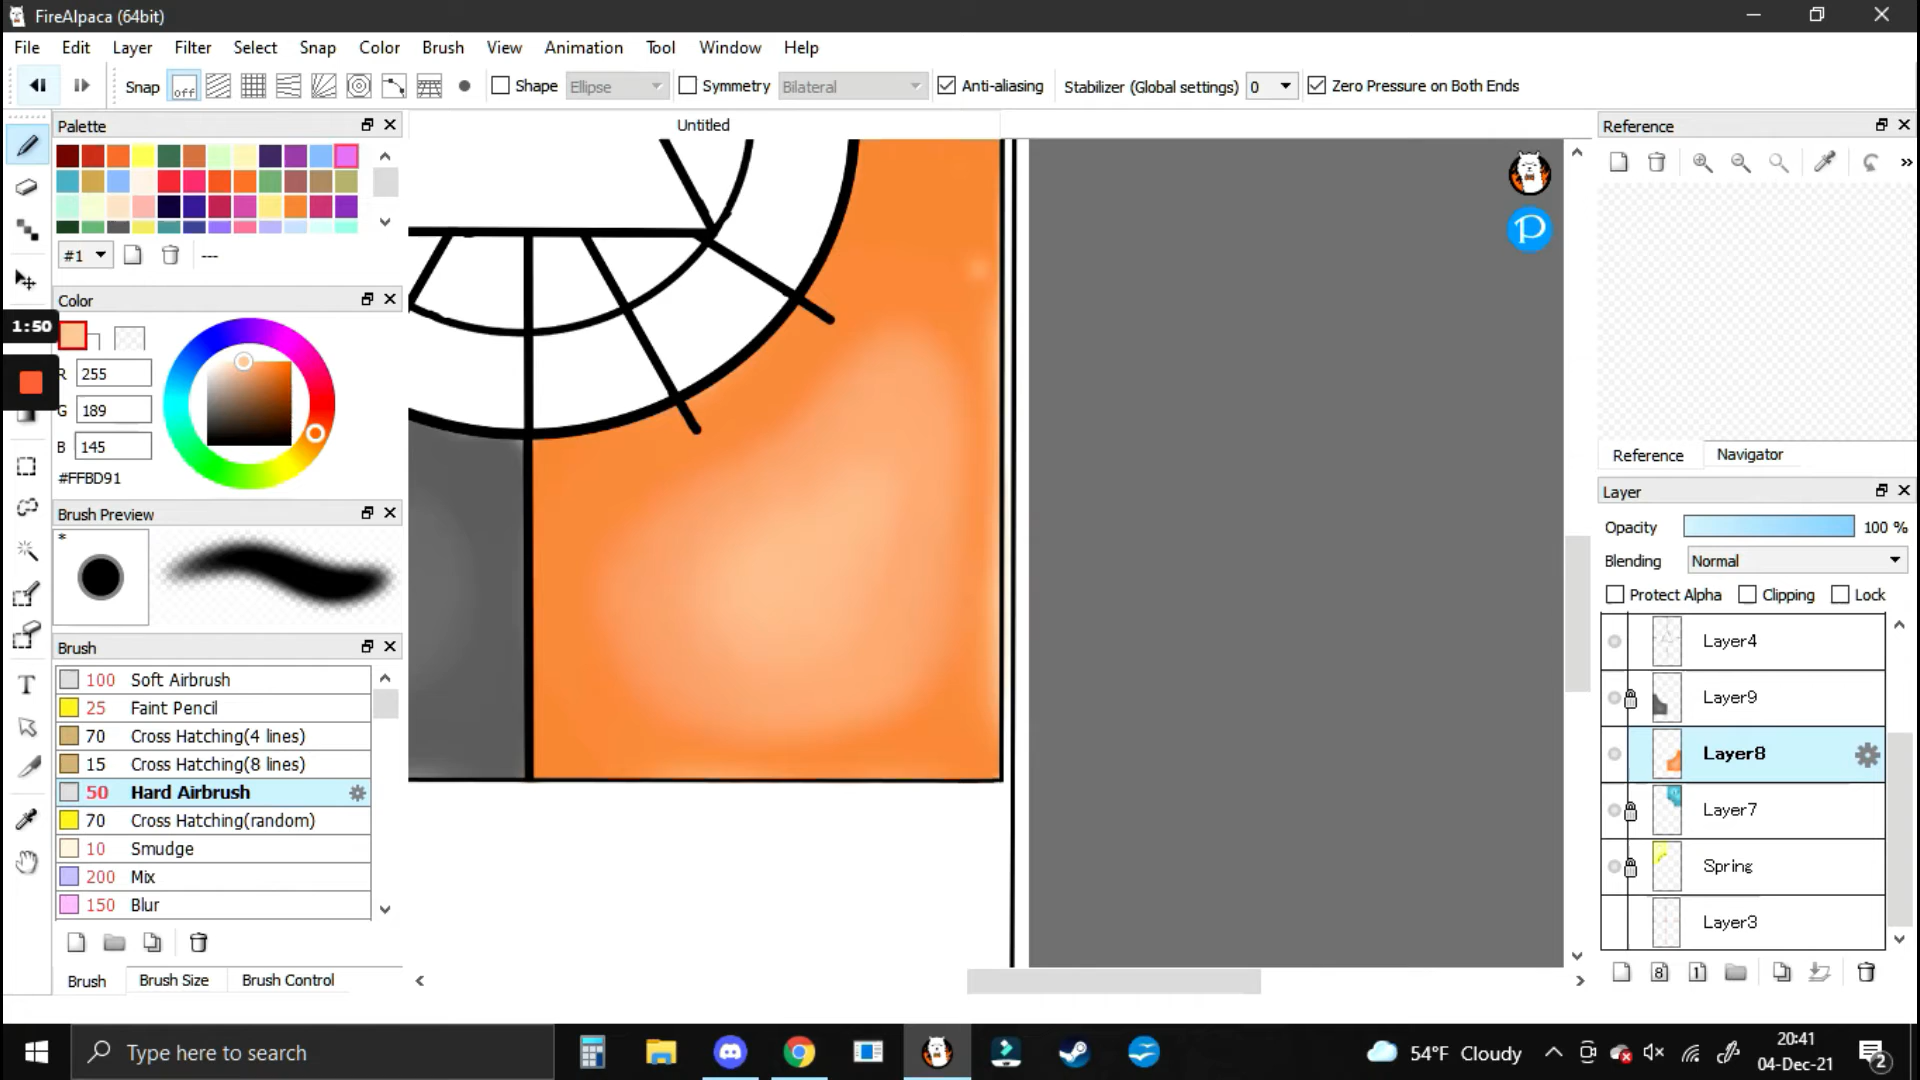 FireAlpaca (64bit)
File Edit Layer Filter Select Snap Color Brush View Animation Tool Window Help
Snap off Shape Ellipse Symmetry Bilateral Anti-aliasing Stabilizer (Global settings) 0 Zero Pressure on Both Ends
Palette
Untitled
Reference
#1 ---
Color
1:50
R 255
G 189
B 145
#FFBD91
Reference Navigator
Layer
Opacity 100 %
Brush Preview
Blending Normal
*
Protect Alpha Clipping Lock
Brush
Layer4
100 Soft Airbrush
25 Faint Pencil
Layer9
70 Cross Hatching(4 lines)
15 Cross Hatching(8 lines)
Layer8
50 Hard Airbrush
70 Cross Hatching(random)
Layer7
10 Smudge
200 Mix
Spring
150 Blur
Layer3
8 1
Brush Brush Size Brush Control
Type here to search
54°F Cloudy
20:41
04-Dec-21
2